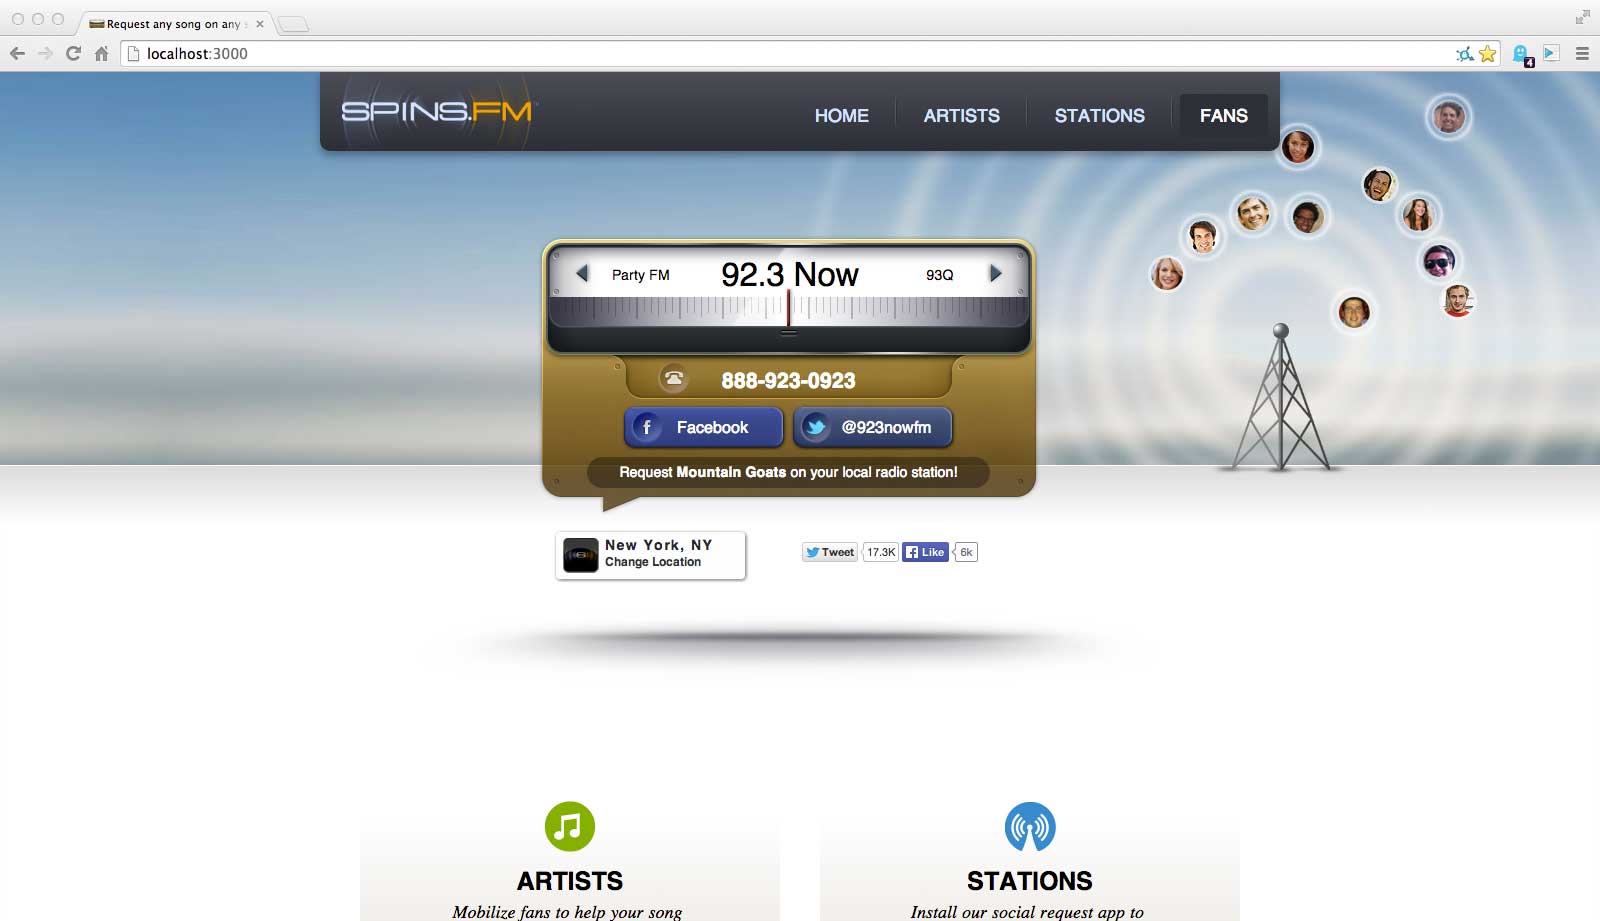 Request any song on any s
localhost:3000
4
SPINS.FM
HOME
ARTISTS
STATIONS
FANS
Party FM
92.3 Now
93Q
888-923-0923
f
Facebook
@923nowfm
Request Mountain Goats on your local radio station!
New York, NY
Change Location
Tweet
17.3K
Like
6k
ARTISTS
Mobilize fans to help your song
STATIONS
Install our social request app to